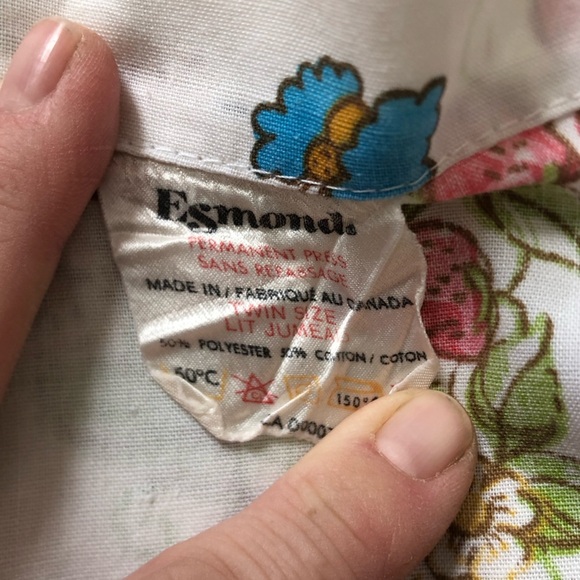 Esmond.
PERMANENT PRESS
SANS REPASSAGE
MADE IN / FABRIQUÉ AU CANADA
TWIN SIZE
LIT JUMEAU
50% POLYESTER 50% COTTON / COTON
60°C 150°
CA